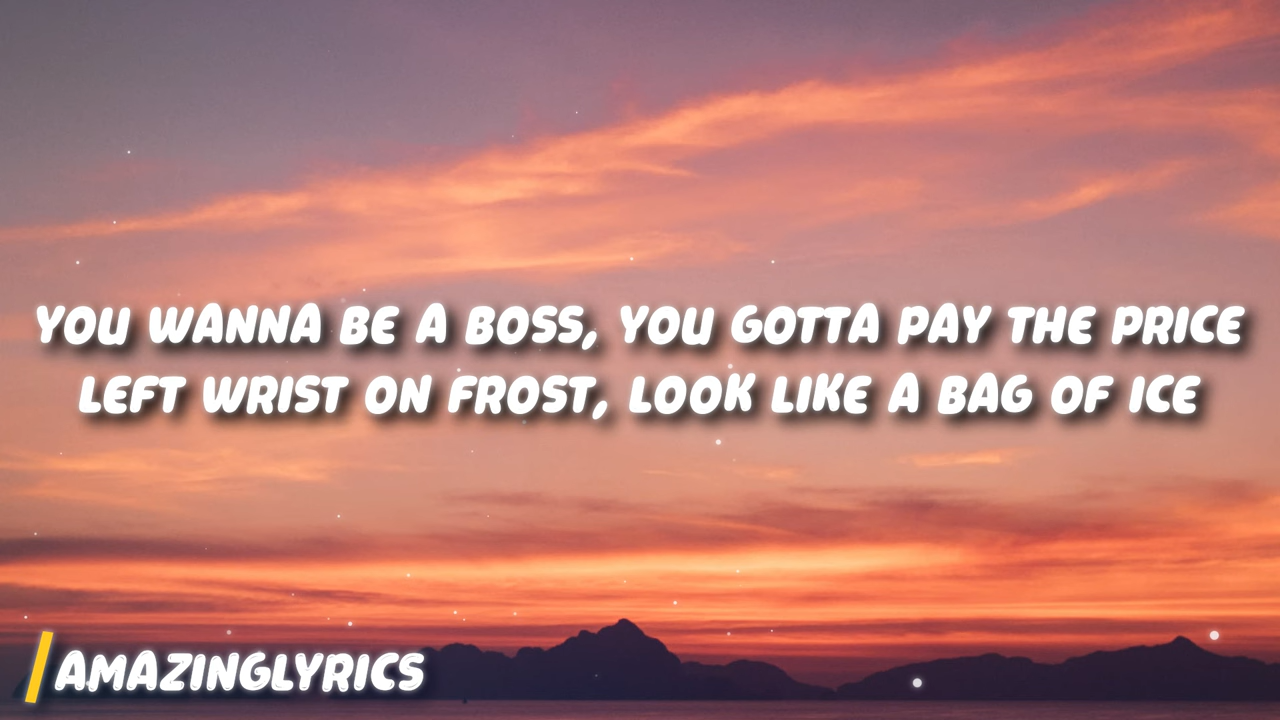 YOU WANNA BE A BOSS, YOU GOTTA PAY THE PRICE
LEFT WRIST ON FROST, LOOK LIKE A BAG OF ICE
AMAZINGLYRICS